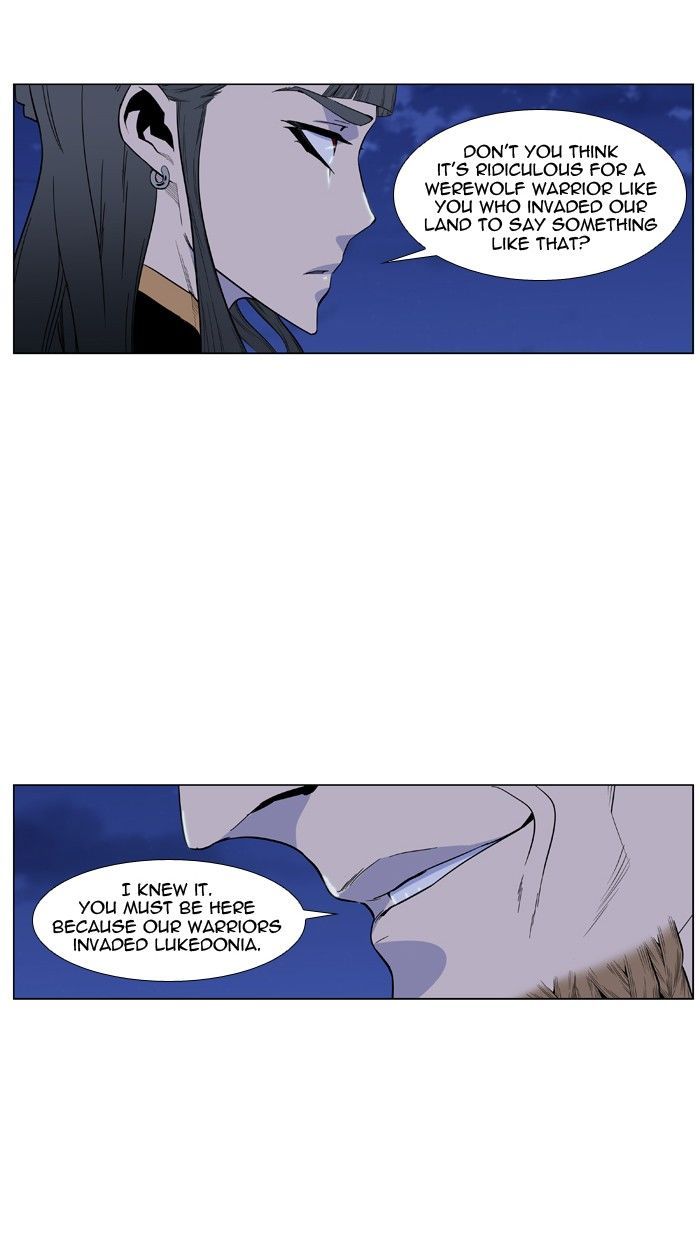 DON'T YOU THINK
IT'S RIDICULOUS FOR A
WEREWOLF WARRIOR LIKE
YOU WHO INVADED OUR
LAND TO SAY SOMETHING
LIKE THAT?
I KNEW IT.
YOU MUST BE HERE
BECAUSE OUR WARRIORS
INVADED LUKEDONIA.